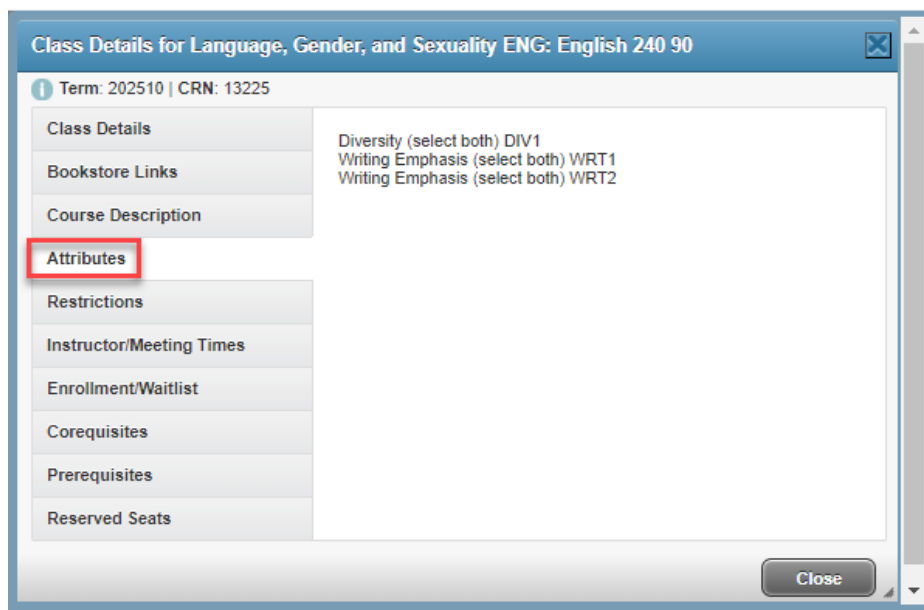 Class Details for Language, Gender, and Sexuality ENG: English 240 90
Term: 202510 | CRN: 13225
Class Details
Bookstore Links
Course Description
Attributes
Restrictions
Instructor/Meeting Times
Enrollment/Waitlist
Corequisites
Prerequisites
Reserved Seats
Diversity (select both) DIV1
Writing Emphasis (select both) WRT1
Writing Emphasis (select both) WRT2
Close